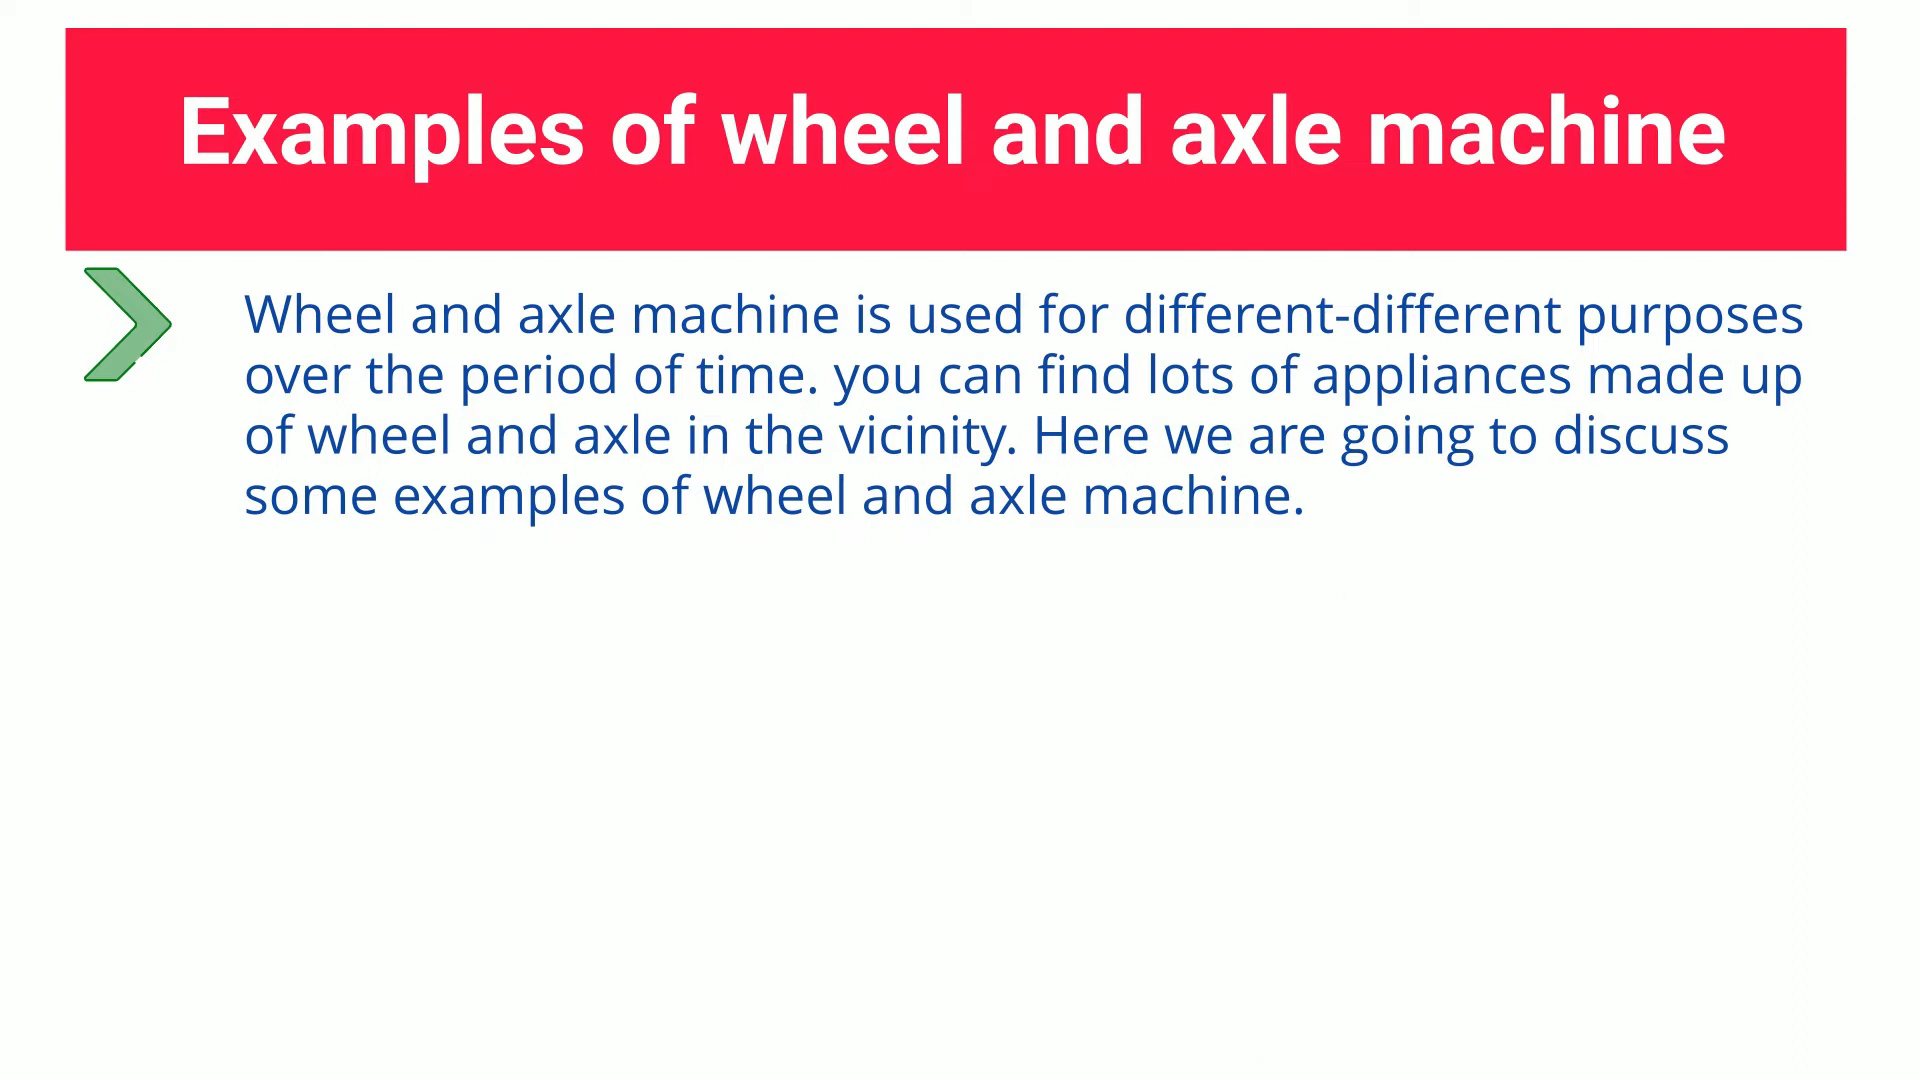 Examples of wheel and axle machine
Wheel and axle machine is used for different-different purposes
over the period of time. you can find lots of appliances made up
of wheel and axle in the vicinity. Here we are going to discuss
some examples of wheel and axle machine.